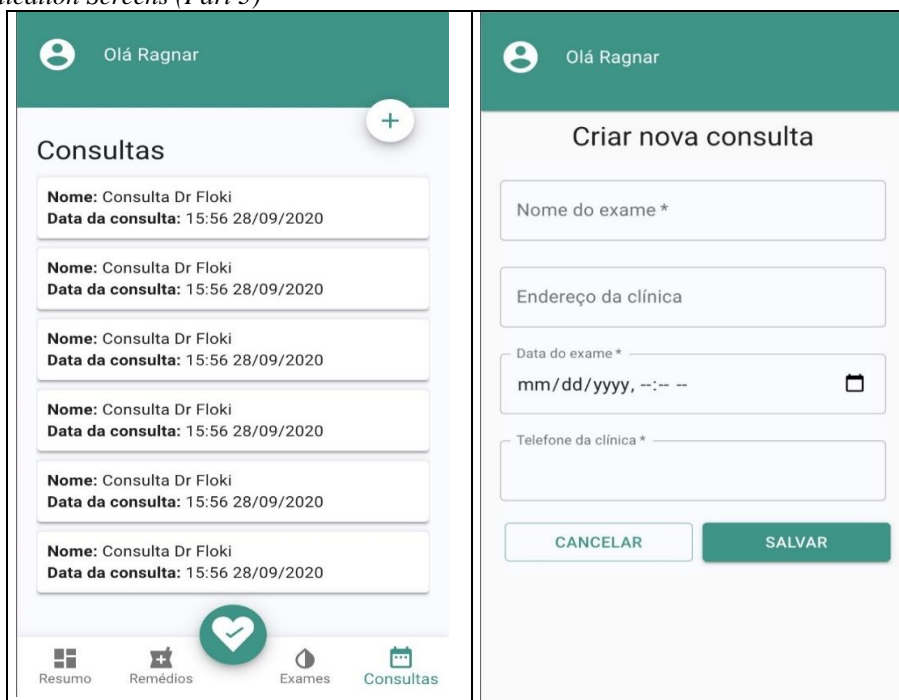 Screens (Part 3)
Olá Ragnar
Consultas
Nome: Consulta Dr Floki
Data da consulta: 15:56 28/09/2020
Nome: Consulta Dr Floki
Data da consulta: 15:56 28/09/2020
Nome: Consulta Dr Floki
Data da consulta: 15:56 28/09/2020
Nome: Consulta Dr Floki
Data da consulta: 15:56 28/09/2020
Nome: Consulta Dr Floki
Data da consulta: 15:56 28/09/2020
Nome: Consulta Dr Floki
Data da consulta: 15:56 28/09/2020
Resumo Remédios Exames Consultas
Olá Ragnar
Criar nova consulta
Nome do exame *
Endereço da clínica
Data do exame *
mm/dd/yyyy, --:-- --
Telefone da clínica *
CANCELAR SALVAR